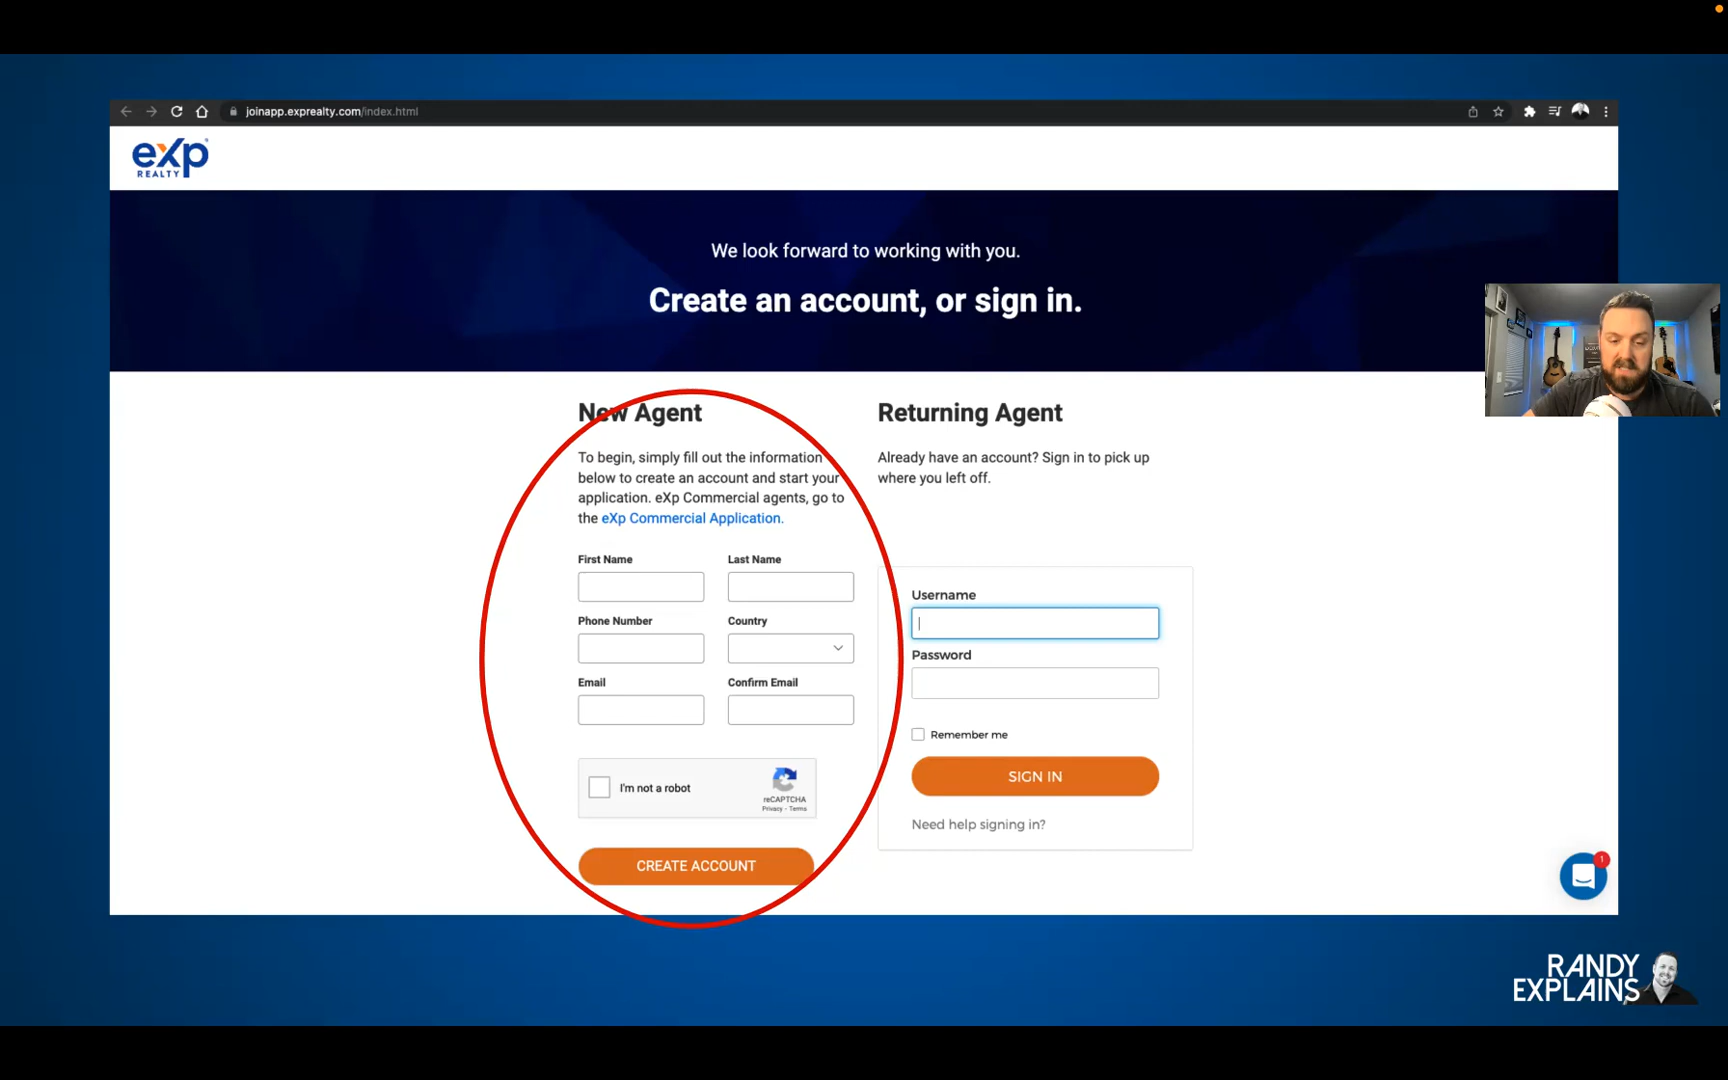 joinapp.exprealty.com/index.html
eXp
REALTY
We look forward to working with you.
Create an account, or sign in.
New Agent
To begin, simply fill out the information
below to create an account and start your
application. eXp Commercial agents, go to
the eXp Commercial Application.
First Name
Last Name
Phone Number
Country
Email
Confirm Email
I'm not a robot
reCAPTCHA
Privacy - Terms
CREATE ACCOUNT
Returning Agent
Already have an account? Sign in to pick up
where you left off.
Username
Password
Remember me
SIGN IN
Need help signing in?
1
RANDY
EXPLAINS